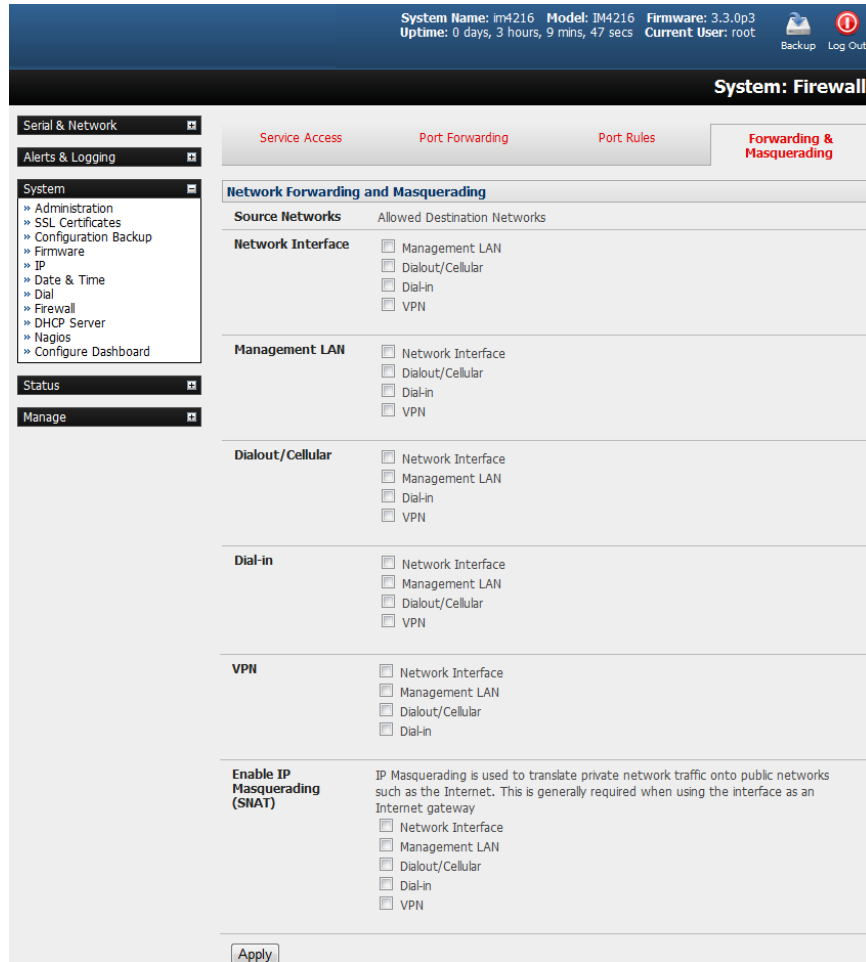 System Name: im4216 Model: IM4216 Firmware: 3.3.0p3
Uptime: 0 days, 3 hours, 9 mins, 47 secs Current User: root
Backup Log Out
System: Firewall
Serial & Network
Alerts & Logging
System
» Administration
» SSL Certificates
» Configuration Backup
» Firmware
» IP
» Date & Time
» Dial
» Firewall
» DHCP Server
» Nagios
» Configure Dashboard
Status
Manage
Service Access
Port Forwarding
Port Rules
Forwarding &
Masquerading
Network Forwarding and Masquerading
Source Networks Allowed Destination Networks
Network Interface
Management LAN
Dialout/Cellular
Dial-in
VPN
Management LAN
Network Interface
Dialout/Cellular
Dial-in
VPN
Dialout/Cellular
Network Interface
Management LAN
Dial-in
VPN
Dial-in
Network Interface
Management LAN
Dialout/Cellular
VPN
VPN
Network Interface
Management LAN
Dialout/Cellular
Dial-in
Enable IP
Masquerading
(SNAT)
IP Masquerading is used to translate private network traffic onto public networks
such as the Internet. This is generally required when using the interface as an
Internet gateway
Network Interface
Management LAN
Dialout/Cellular
Dial-in
VPN
Apply